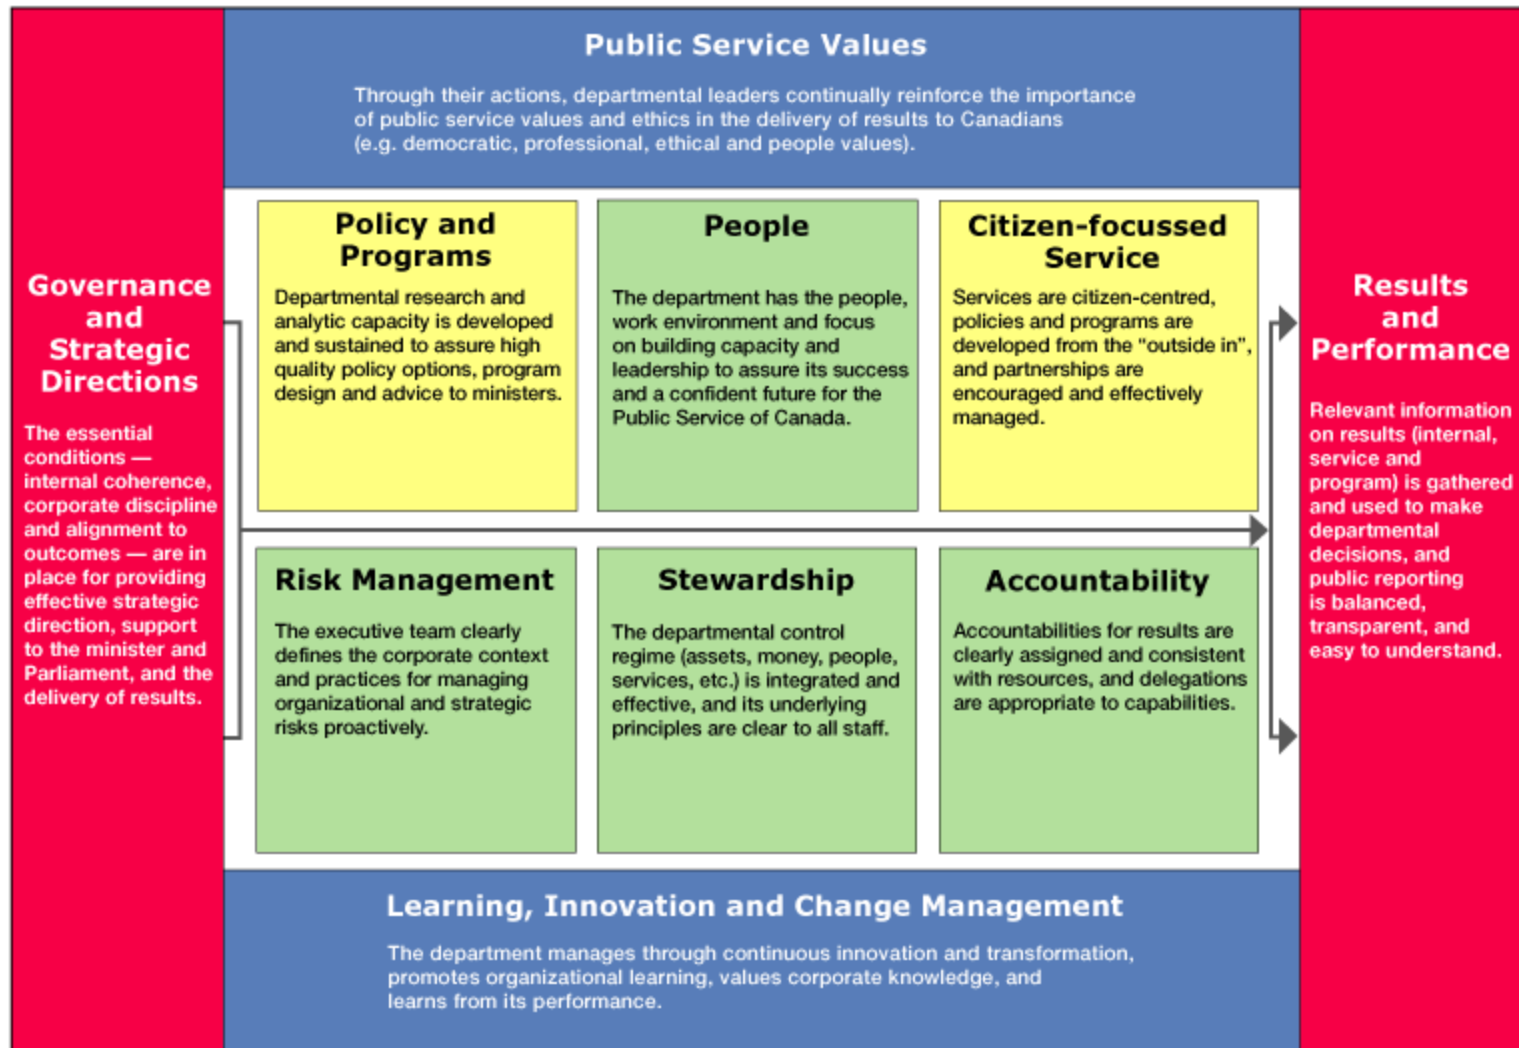 Public Service Values
Through their actions, departmental leaders continually reinforce the importance
of public service values and ethics in the delivery of results to Canadians
(e.g. democratic, professional, ethical and people values).
Governance
and
Strategic
Directions
The essential
conditions —
internal coherence,
corporate discipline
and alignment to
outcomes — are in
place for providing
effective strategic
direction, support
to the minister and
Parliament, and the
delivery of results.
Policy and
Programs
Departmental research and
analytic capacity is developed
and sustained to assure high
quality policy options, program
design and advice to ministers.
People
The department has the people,
work environment and focus
on building capacity and
leadership to assure its success
and a confident future for the
Public Service of Canada.
Citizen-focussed
Service
Services are citizen-centred,
policies and programs are
developed from the “outside in”,
and partnerships are
encouraged and effectively
managed.
Risk Management
The executive team clearly
defines the corporate context
and practices for managing
organizational and strategic
risks proactively.
Stewardship
The departmental control
regime (assets, money, people,
services, etc.) is integrated and
effective, and its underlying
principles are clear to all staff.
Accountability
Accountabilities for results are
clearly assigned and consistent
with resources, and delegations
are appropriate to capabilities.
Results
and
Performance
Relevant information
on results (internal,
service and
program) is gathered
and used to make
departmental
decisions, and
public reporting
is balanced,
transparent, and
easy to understand.
Learning, Innovation and Change Management
The department manages through continuous innovation and transformation,
promotes organizational learning, values corporate knowledge, and
learns from its performance.